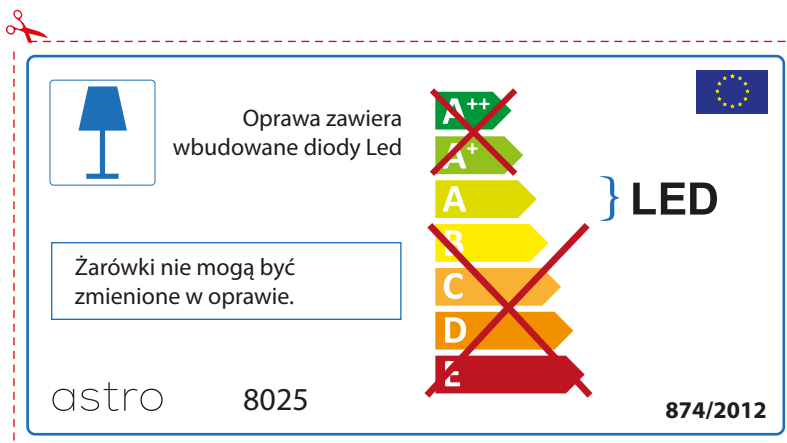 Oprawa zawiera
wbudowane diody Led
A++
A+
A
B
C
D
E
LED
Żarówki nie mogą być
zmienione w oprawie.
astro
8025
874/2012